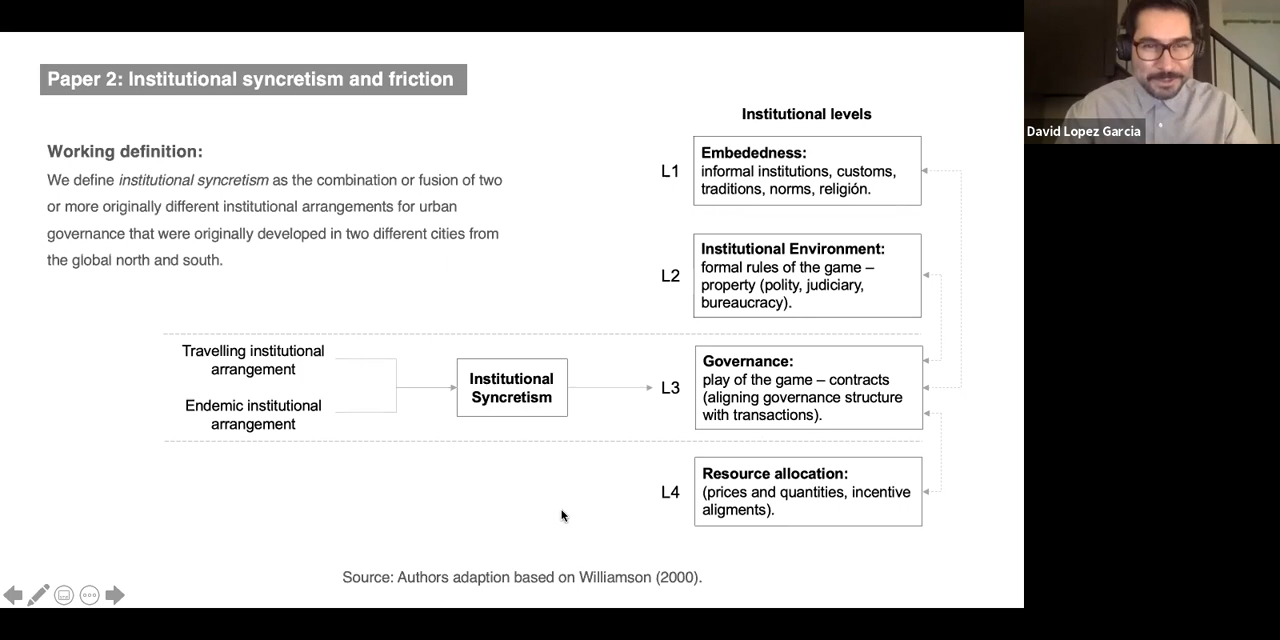 Paper 2: Institutional syncretism and friction
Working definition:
We define institutional syncretism as the combination or fusion of two
or more originally different institutional arrangements for urban
governance that were originally developed in two different cities from
the global north and south.
Institutional levels
L1
Embededness:
informal institutions, customs,
traditions, norms, religión.
L2
Institutional Environment:
formal rules of the game –
property (polity, judiciary,
bureaucracy).
Travelling institutional
arrangement
Endemic institutional
arrangement
Institutional
Syncretism
L3
Governance:
play of the game – contracts
(aligning governance structure
with transactions).
L4
Resource allocation:
(prices and quantities, incentive
aligments).
Source: Authors adaption based on Williamson (2000).
David Lopez Garcia